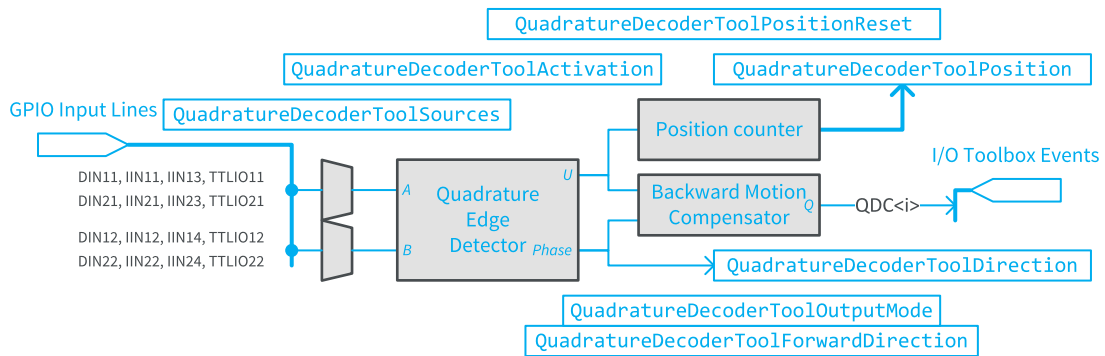 QuadratureDecoderToolPositionReset
QuadratureDecoderToolActivation
QuadratureDecoderToolPosition
GPIO Input Lines
QuadratureDecoderToolSources
Position counter
I/O Toolbox Events
DIN11, IIN11, IIN13, TTLIO11
DIN21, IIN21, IIN23, TTLIO21
A
Quadrature
Edge
Detector
U
Backward Motion
Compensator
Q
QDC<i>
DIN12, IIN12, IIN14, TTLIO12
DIN22, IIN22, IIN24, TTLIO22
B
Phase
QuadratureDecoderToolDirection
QuadratureDecoderToolOutputMode
QuadratureDecoderToolForwardDirection